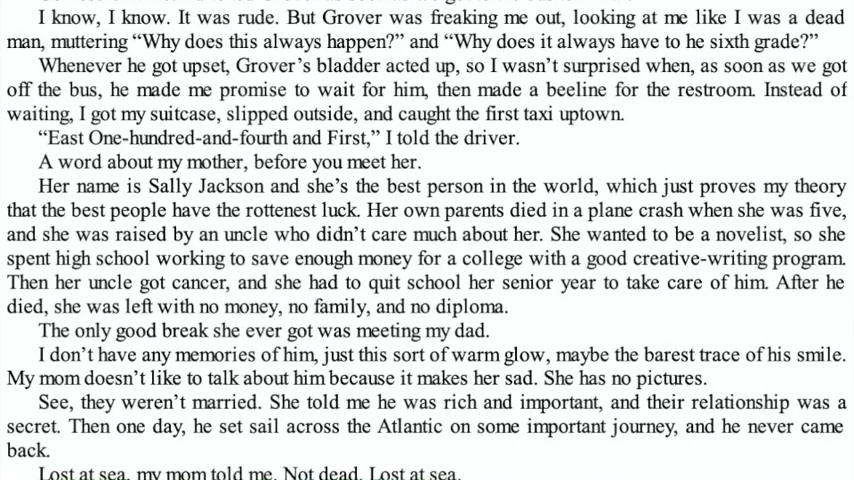 I know, I know. It was rude. But Grover was freaking me out, looking at me like I was a dead
man, muttering “Why does this always happen?” and “Why does it always have to he sixth grade?”
Whenever he got upset, Grover’s bladder acted up, so I wasn’t surprised when, as soon as we got
off the bus, he made me promise to wait for him, then made a beeline for the restroom. Instead of
waiting, I got my suitcase, slipped outside, and caught the first taxi uptown.
“East One-hundred-and-fourth and First,” I told the driver.
A word about my mother, before you meet her.
Her name is Sally Jackson and she’s the best person in the world, which just proves my theory
that the best people have the rottenest luck. Her own parents died in a plane crash when she was five,
and she was raised by an uncle who didn’t care much about her. She wanted to be a novelist, so she
spent high school working to save enough money for a college with a good creative-writing program.
Then her uncle got cancer, and she had to quit school her senior year to take care of him. After he
died, she was left with no money, no family, and no diploma.
The only good break she ever got was meeting my dad.
I don’t have any memories of him, just this sort of warm glow, maybe the barest trace of his smile.
My mom doesn’t like to talk about him because it makes her sad. She has no pictures.
See, they weren’t married. She told me he was rich and important, and their relationship was a
secret. Then one day, he set sail across the Atlantic on some important journey, and he never came
back.
Lost at sea, my mom told me. Not dead. Lost at sea.